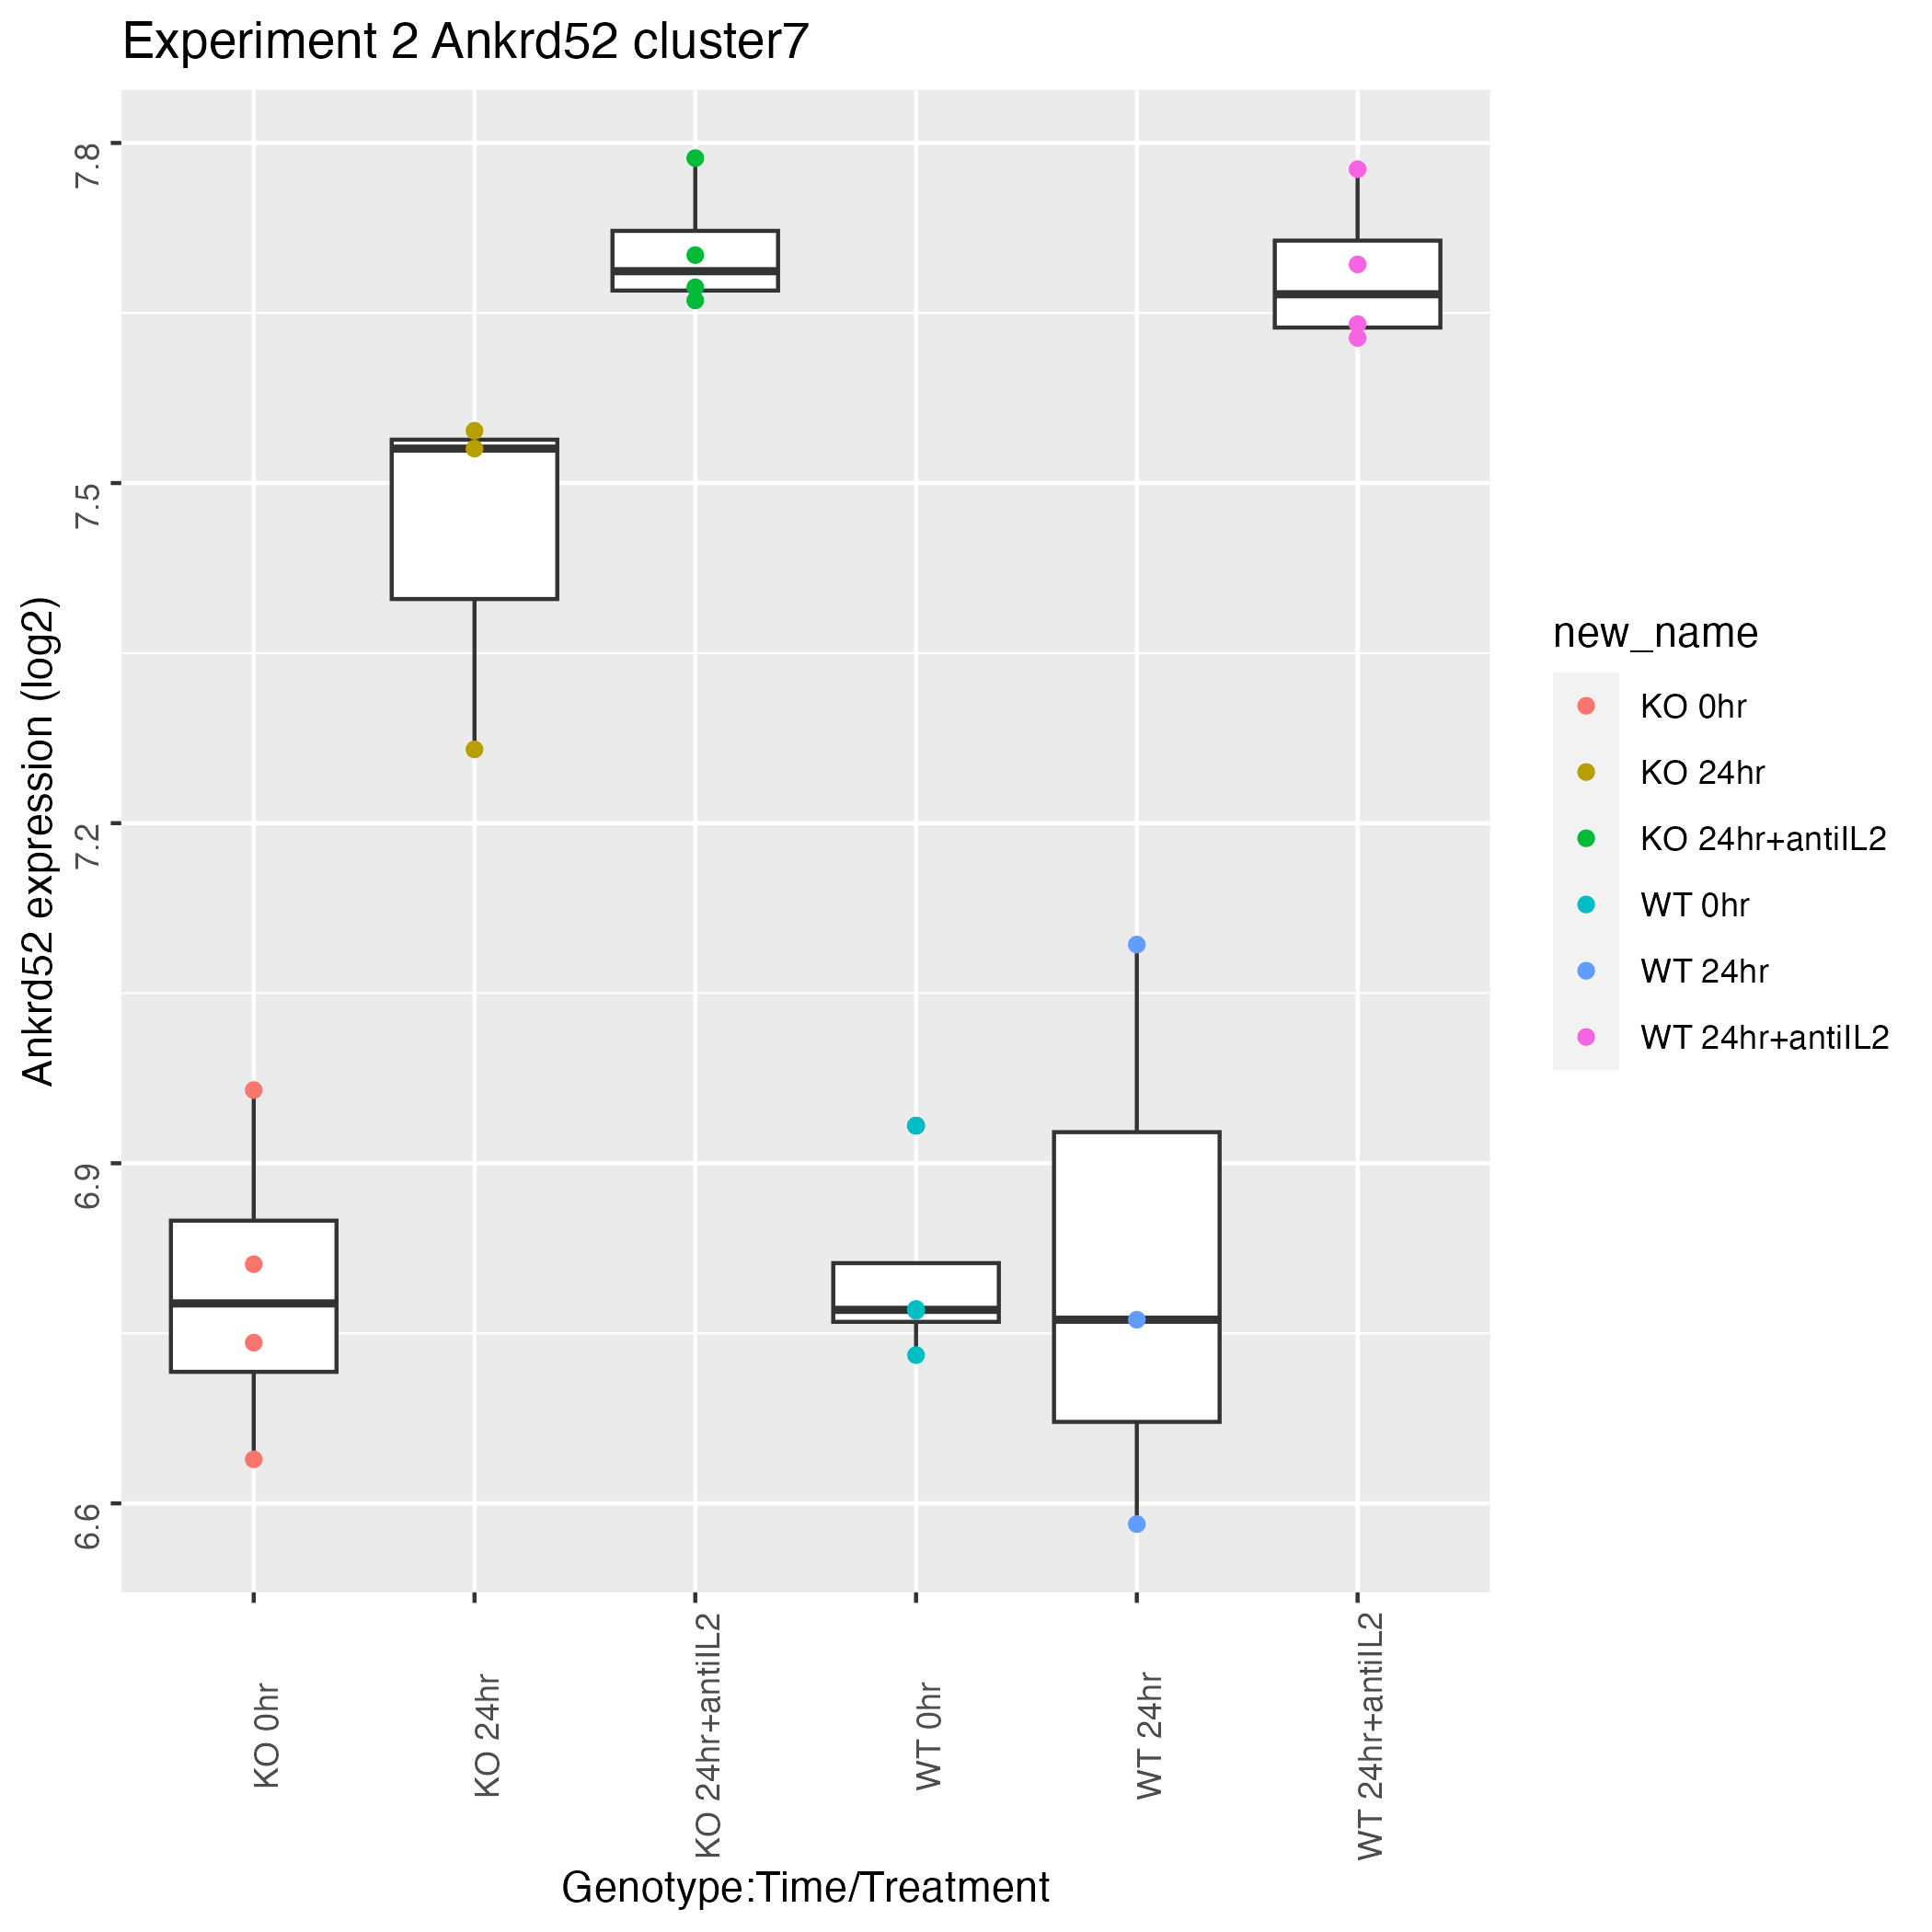 Experiment 2 Ankrd52 cluster7
Ankrd52 expression (log2)
7.8
7.5
7.2
6.9
6.6
KO 0hr
KO 24hr
KO 24hr+antiIL2
WT 0hr
WT 24hr
WT 24hr+antiIL2
Genotype:Time/Treatment
new_name
KO 0hr
KO 24hr
KO 24hr+antiIL2
WT 0hr
WT 24hr
WT 24hr+antiIL2